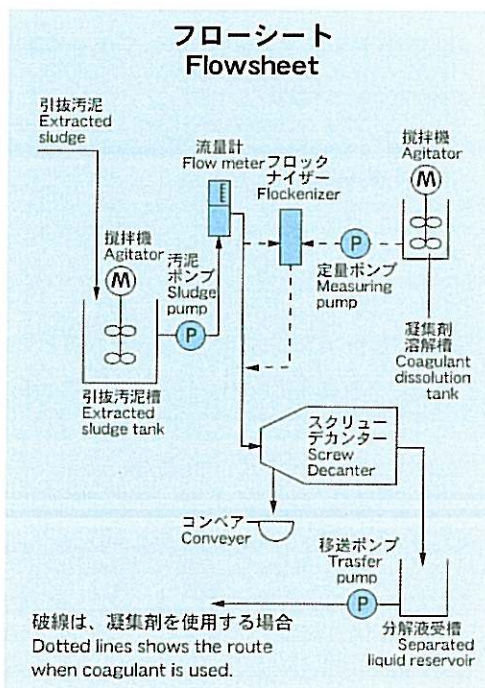 フローシート
Flowsheet
引抜汚泥
Extracted
sludge
流量計
Flow meter
フロック
ナイザー
Flockenizer
撹拌機
Agitator
M
撹拌機
Agitator
M
汚泥
ポンプ
Sludge
pump
P
P
定量ポンプ
Measuring
pump
凝集剤
溶解槽
Coagulant
dissolution
tank
引抜汚泥槽
Extracted
sludge tank
スクリュー
デカンター
Screw
Decanter
コンベア
Conveyer
移送ポンプ
Trasfer
pump
P
分解液受槽
Separated
liquid reservoir
破線は、凝集剤を使用する場合
Dotted lines shows the route
when coagulant is used.